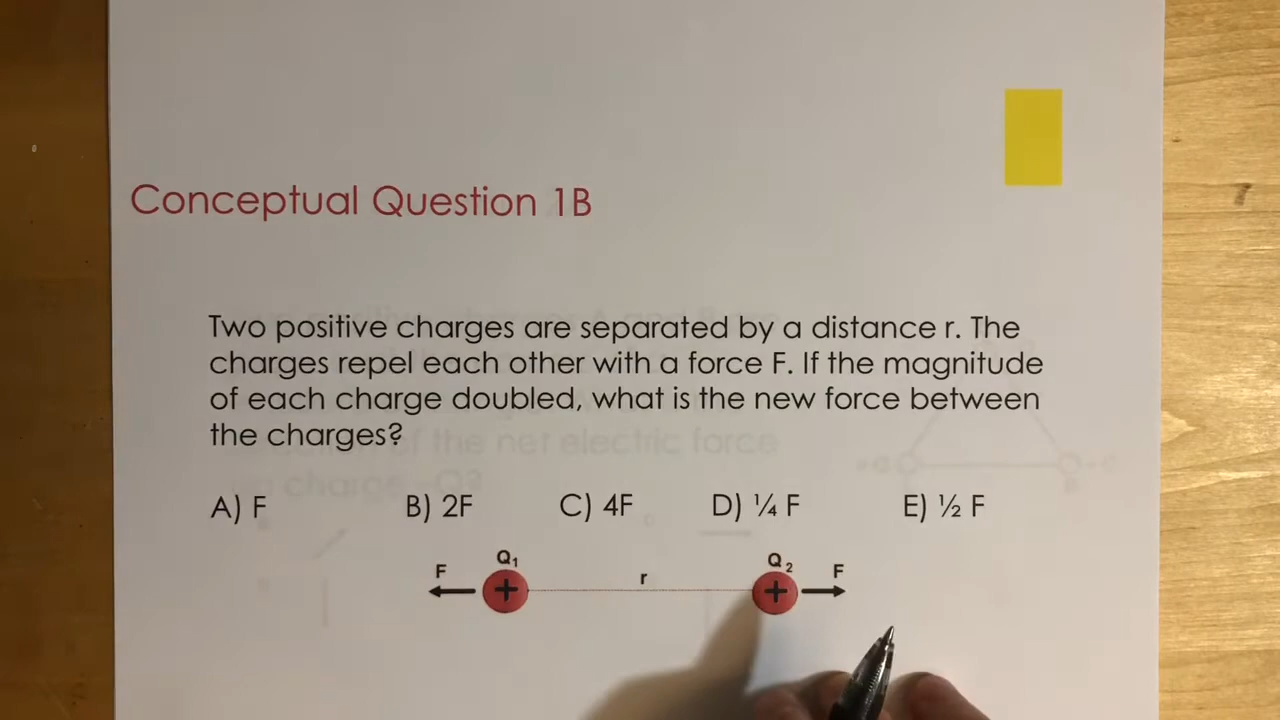 Conceptual Question 1B
Two positive charges are separated by a distance r. The
charges repel each other with a force F. If the magnitude
of each charge doubled, what is the new force between
the charges?
A) F B) 2F C) 4F D) ¼ F E) ½ F
F Q₁ r Q₂ F
+ +